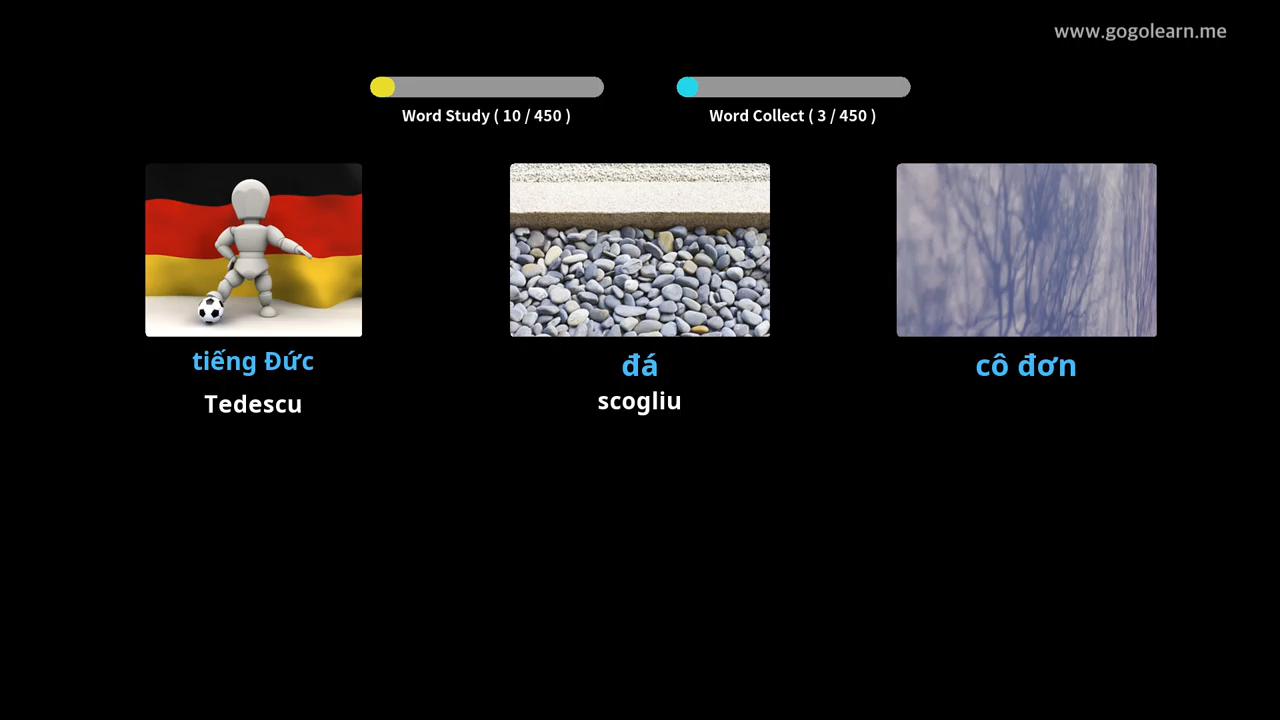 www.gogolearn.me
Word Study ( 10 / 450 )
Word Collect ( 3 / 450 )
tiếng Đức
Tedescu
đá
scogliu
cô đơn